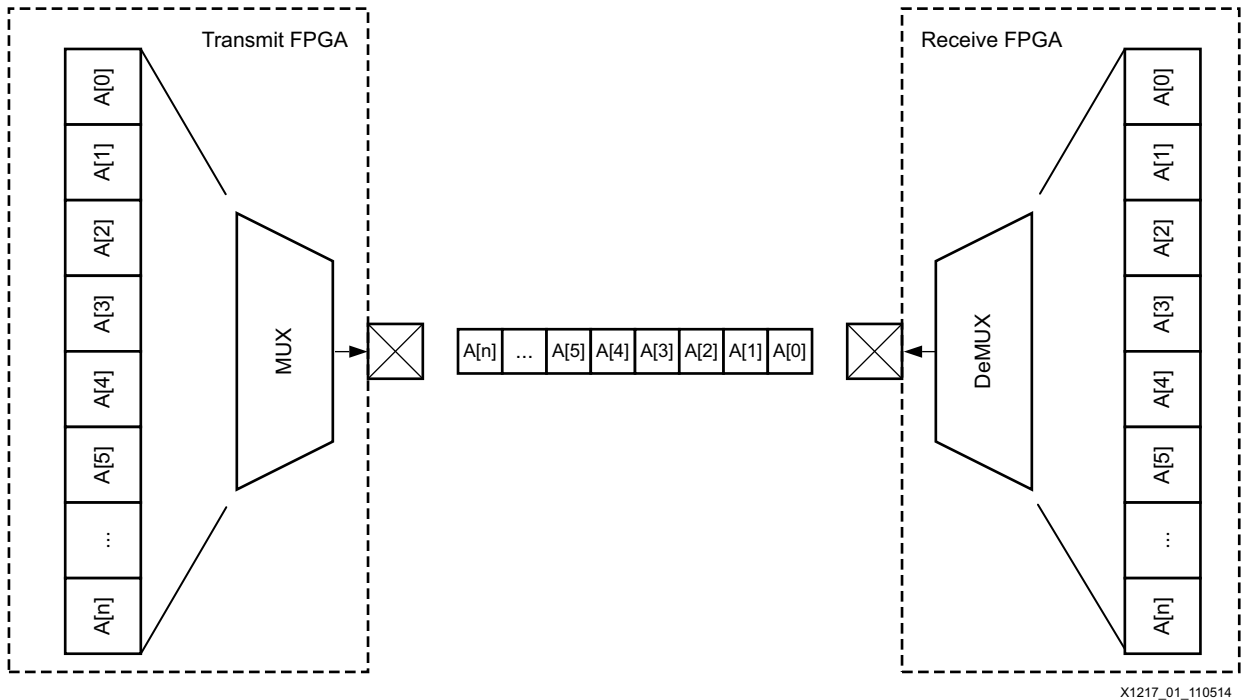 Transmit FPGA
A[0]
A[1]
A[2]
A[3]
A[4]
A[5]
...
A[n]
MUX
A[n] ... A[5] A[4] A[3] A[2] A[1] A[0]
Receive FPGA
DeMUX
A[0]
A[1]
A[2]
A[3]
A[4]
A[5]
...
A[n]
X1217_01_110514